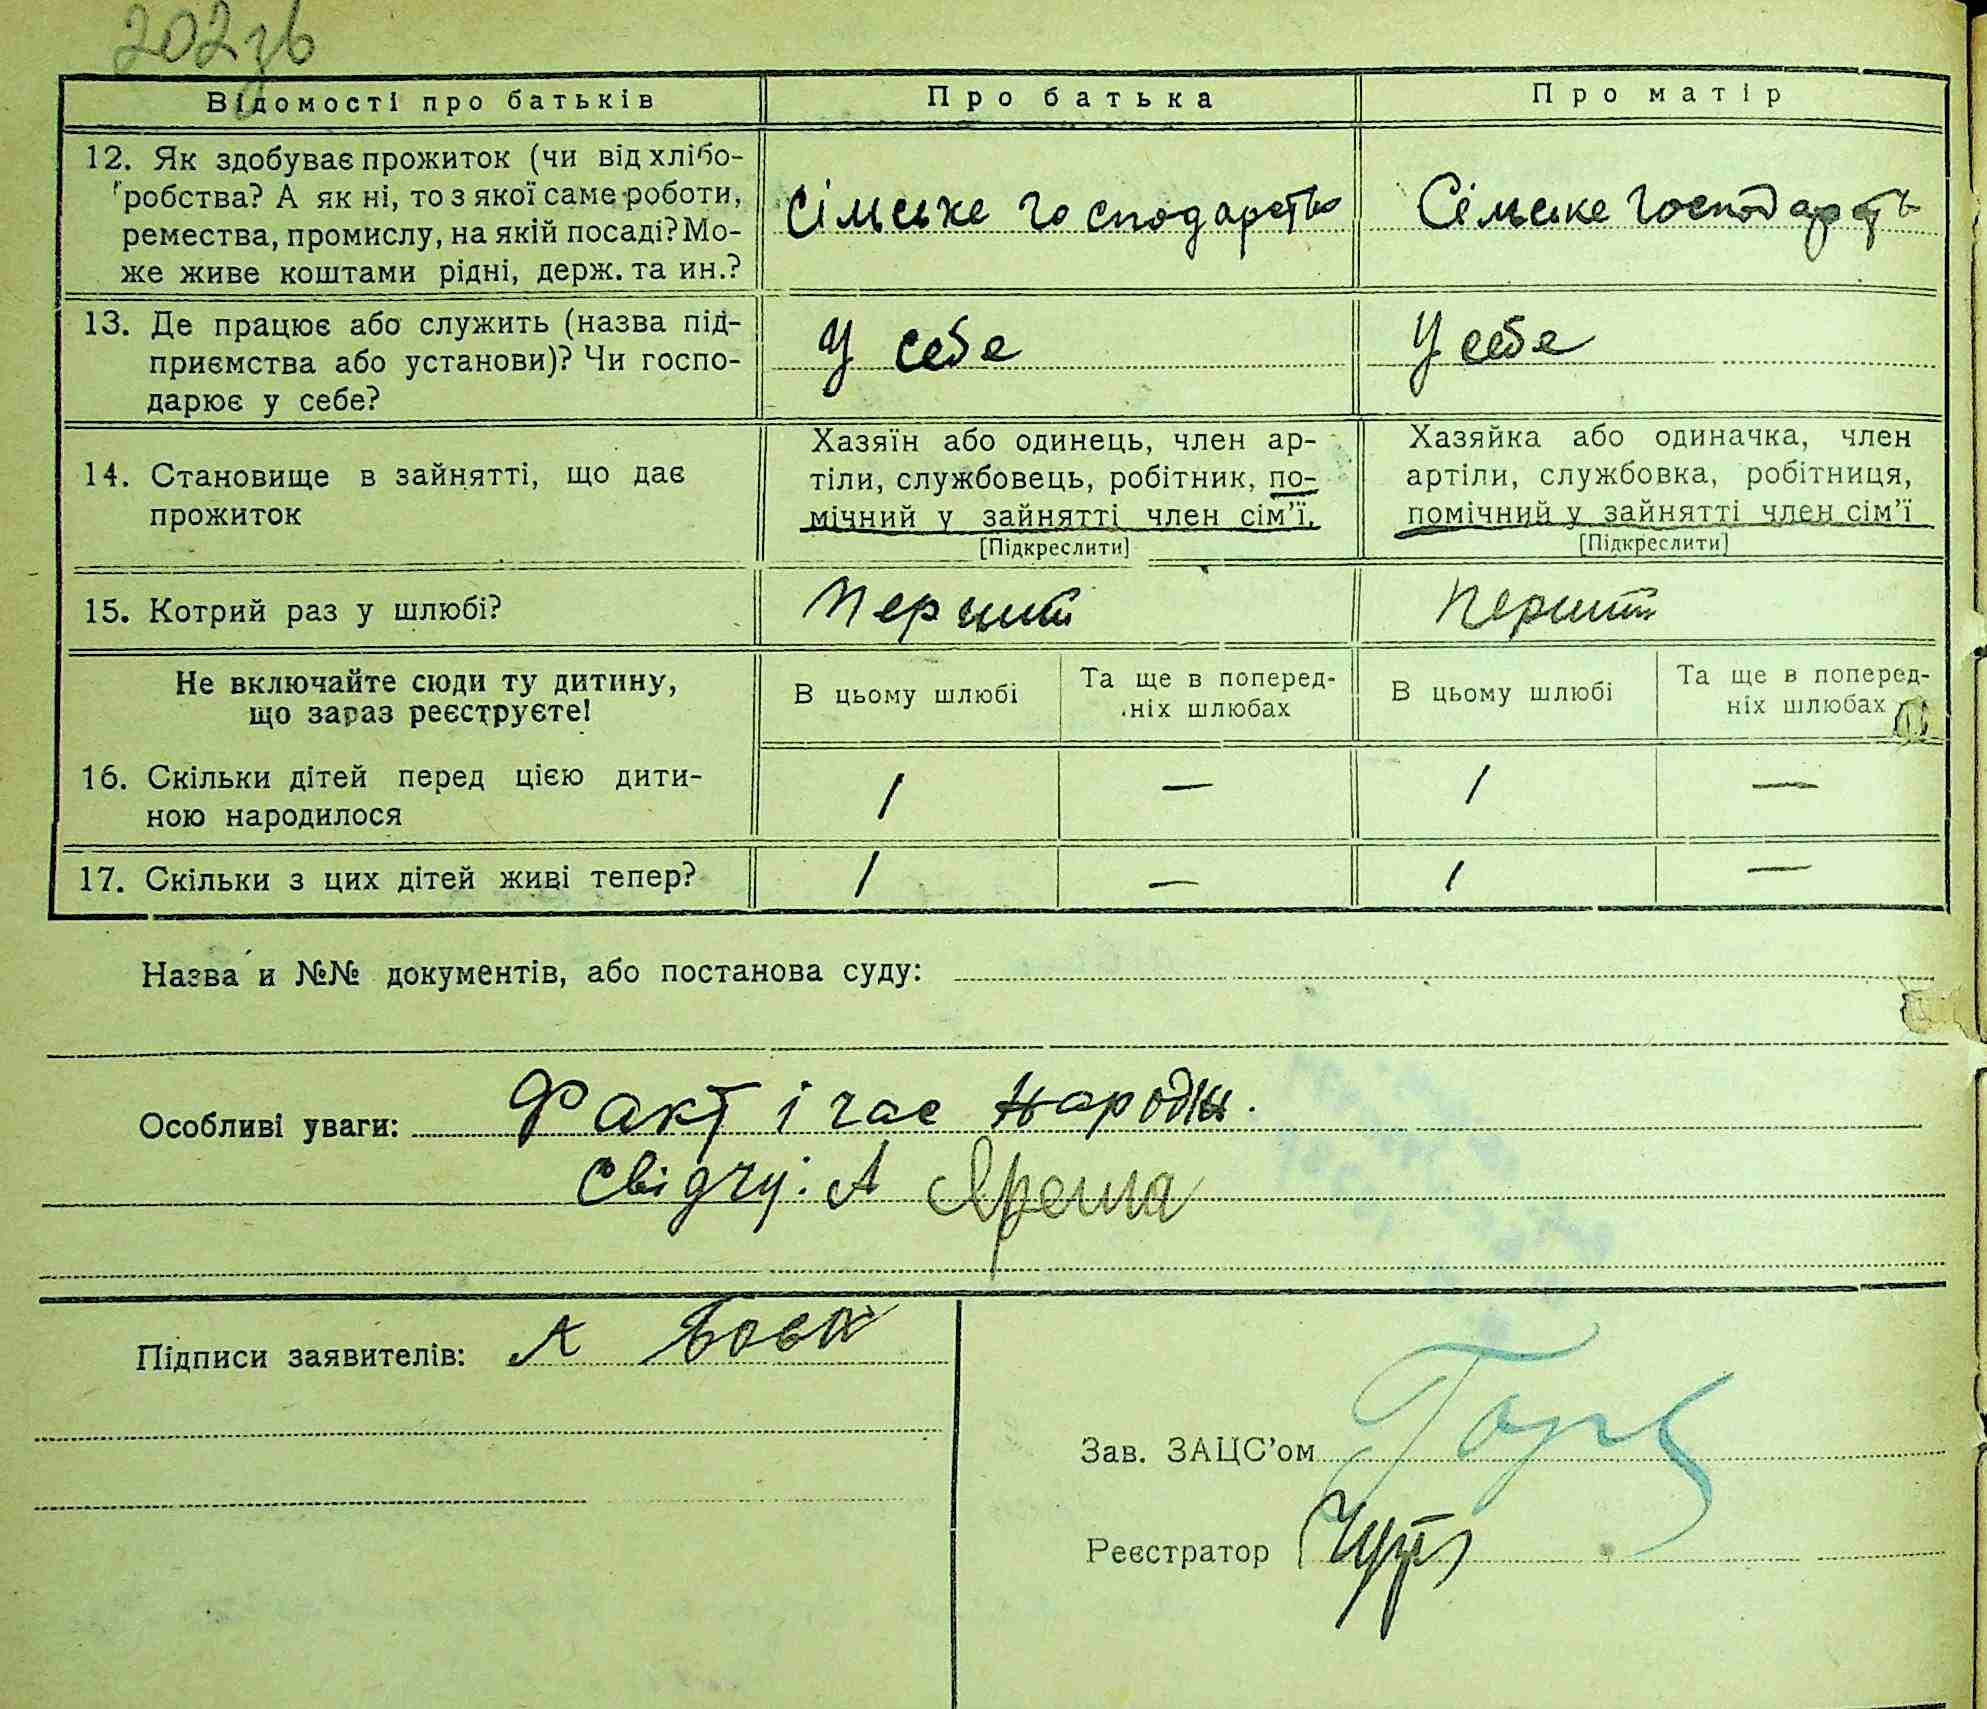 202зв
Відомості про батьків
Про батька
Про матір
12. Як здобуває прожиток (чи від хлібо-
робства? А як ні, то з якої саме роботи,
ремества, промислу, на якій посаді? Мо-
же живе коштами рідні, держ. та ин.?
Сільське господарство
Сільське господарств
13. Де працює або служить (назва під-
приємства або установи)? Чи госпо-
дарює у себе?
У себе
У себе
14. Становище в зайнятті, що дає
прожиток
Хазяїн або одинець, член ар-
тіли, службовець, робітник, по-
мічний у зайнятті член сім'ї.
[Підкреслити]
Хазяйка або одиначка, член
артіли, службовка, робітниця,
помічний у зайнятті член сім'ї
[Підкреслити]
15. Котрий раз у шлюбі?
Перший
Перший
Не включайте сюди ту дитину,
що зараз реєструєте!
В цьому шлюбі
Та ще в поперед-
ніх шлюбах
В цьому шлюбі
Та ще в поперед-
ніх шлюбах
16. Скільки дітей перед цією дити-
ною народилося
1 — 1 —
17. Скільки з цих дітей живі тепер?
1 — 1 —
Назва и №№ документів, або постанова суду:
Особливі уваги: Факт і час народж.
свідчу: А Ярема
Підписи заявителів: А
Зав. ЗАЦС'ом
Реєстратор